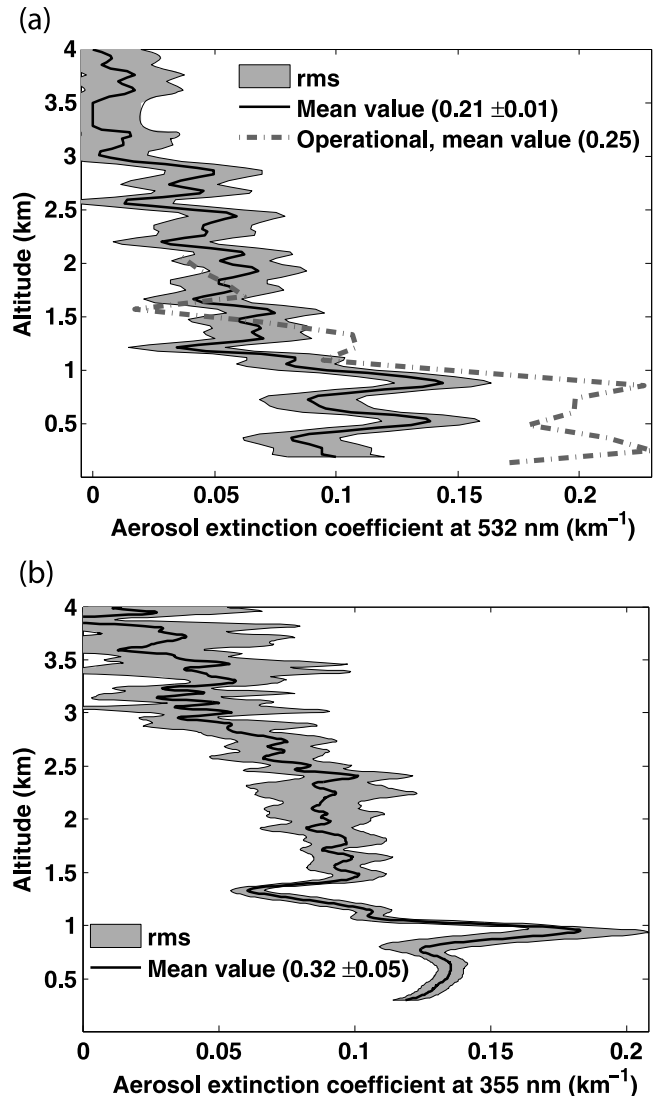 (a)
4
3.5
3
2.5
2
1.5
1
0.5
Altitude (km)
rms
Mean value (0.21 ±0.01)
Operational, mean value (0.25)
0
0.05
0.1
0.15
0.2
Aerosol extinction coefficient at 532 nm (km⁻¹)
(b)
4
3.5
3
2.5
2
1.5
1
0.5
Altitude (km)
rms
Mean value (0.32 ±0.05)
0
0.05
0.1
0.15
0.2
Aerosol extinction coefficient at 355 nm (km⁻¹)